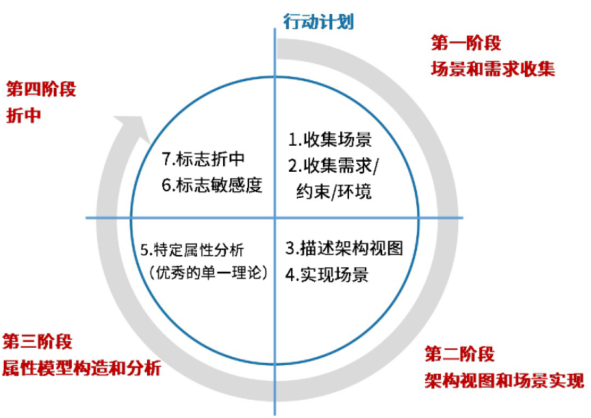 行动计划
第一阶段
场景和需求收集
第四阶段
折中
1.收集场景
2.收集需求/
约束/环境
7.标志折中
6.标志敏感度
5.特定属性分析
（优秀的单一理论）
3.描述架构视图
4.实现场景
第三阶段
属性模型构造和分析
第二阶段
架构视图和场景实现